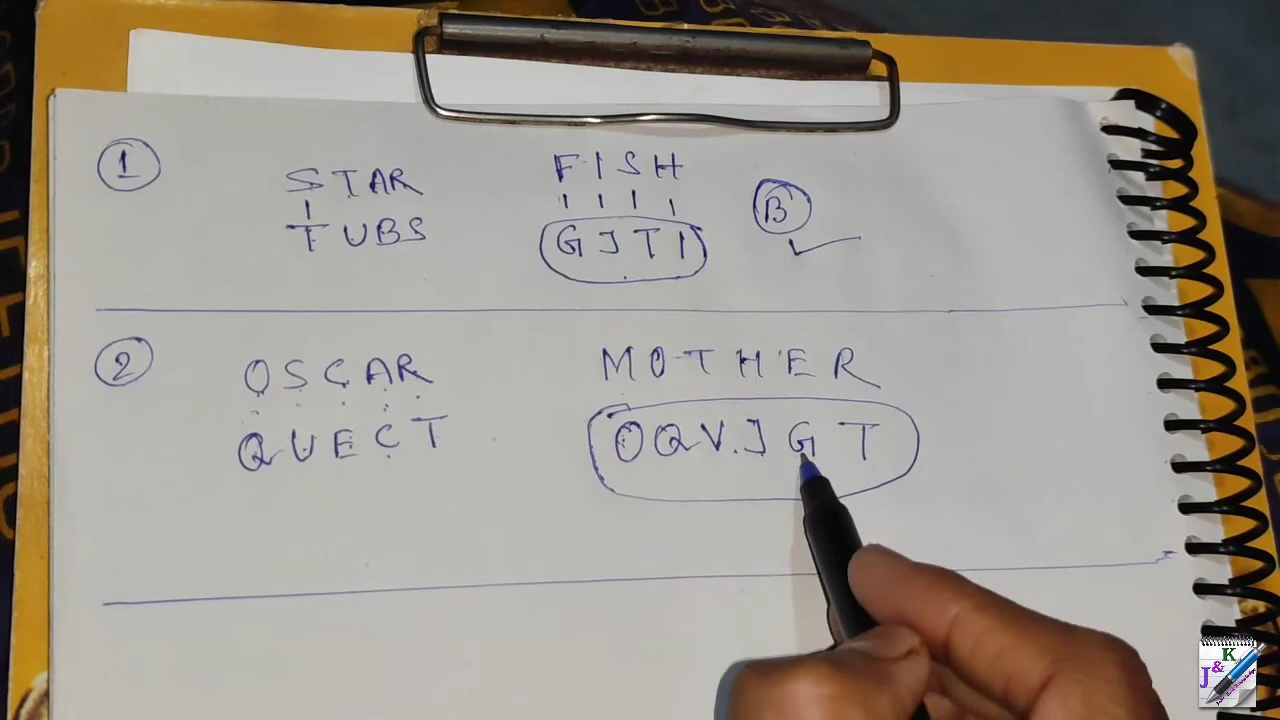 1
STAR FISH
TUBS GJTI B
2
OSCAR MOTHER
QUECT OQVJGT
J&K